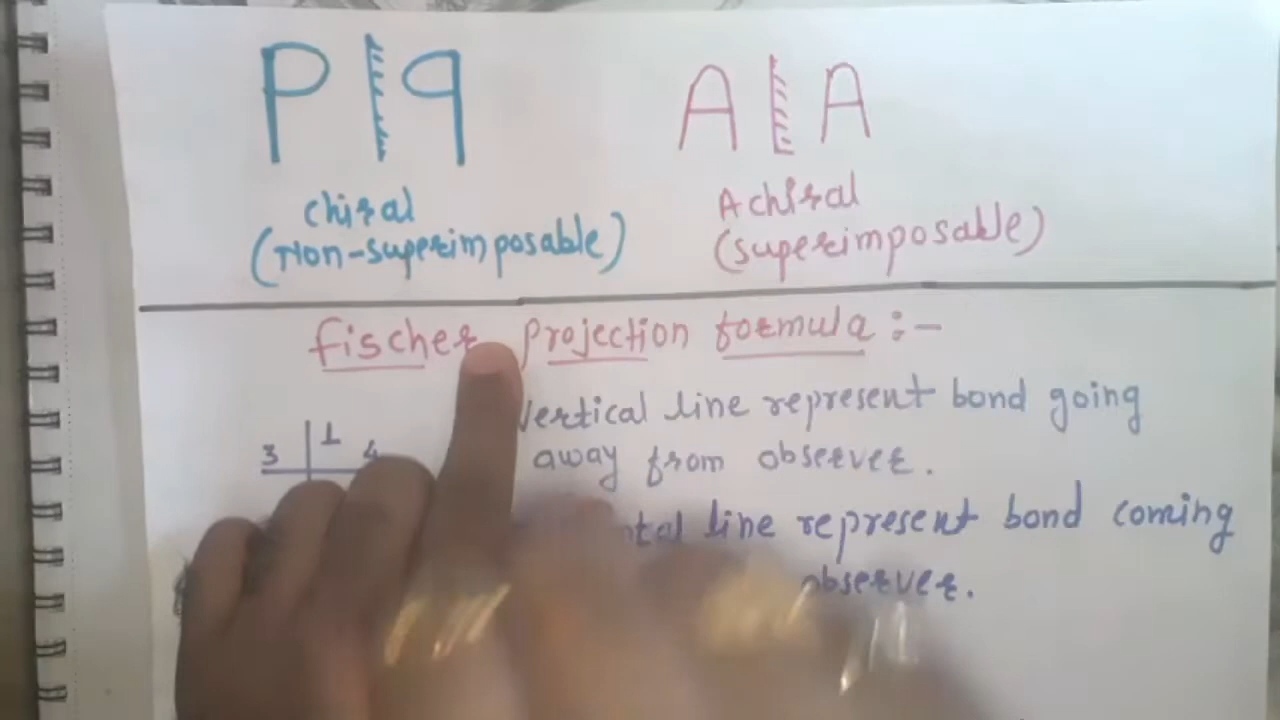 P | q A | A
Chiral
(Non-superimposable)
Achiral
(superimposable)
fischer projection formula :-
vertical line represent bond going
away from observer.
3 1 4
line represent bond coming
observer.